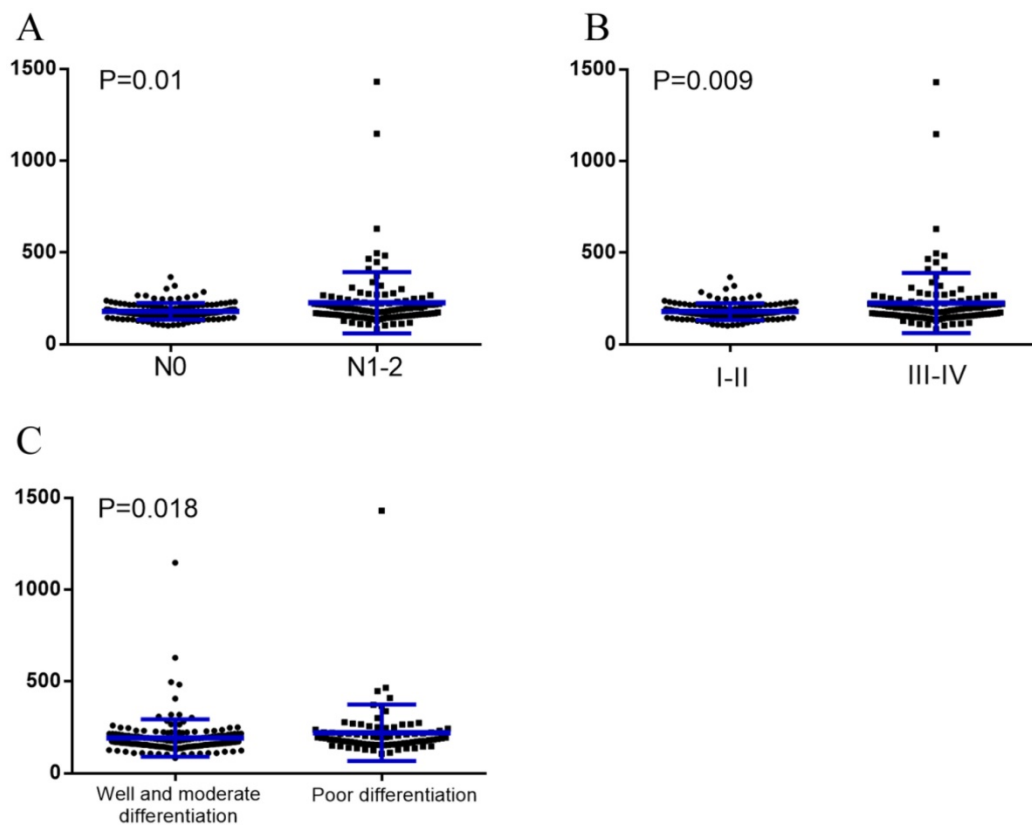 A
P=0.01
1500
1000
500
0
N0 N1-2
B
P=0.009
1500
1000
500
0
I-II III-IV
C
P=0.018
1500
1000
500
0
Well and moderate
differentiation
Poor differentiation